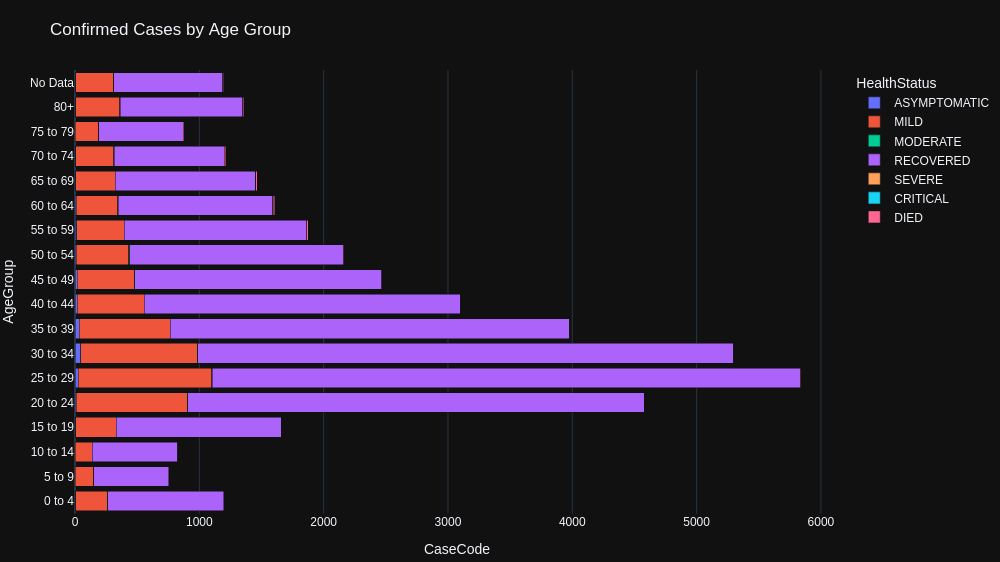 Confirmed Cases by Age Group
HealthStatus
ASYMPTOMATIC
MILD
MODERATE
RECOVERED
SEVERE
CRITICAL
DIED
AgeGroup
No Data
80+
75 to 79
70 to 74
65 to 69
60 to 64
55 to 59
50 to 54
45 to 49
40 to 44
35 to 39
30 to 34
25 to 29
20 to 24
15 to 19
10 to 14
5 to 9
0 to 4
0 1000 2000 3000 4000 5000 6000
CaseCode